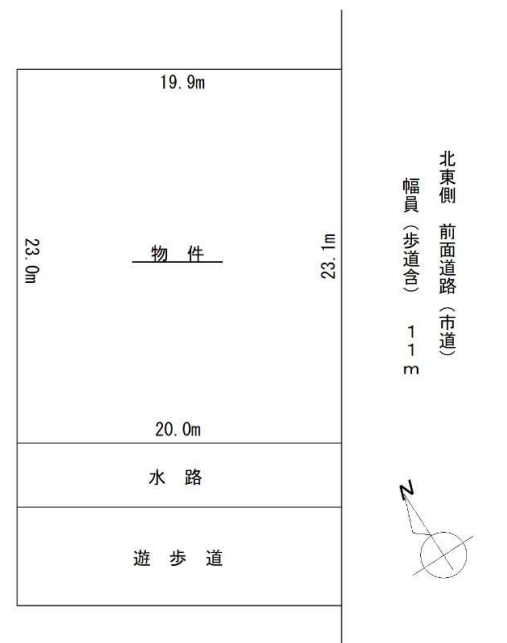 19.9m
北東側 前面道路(市道)
幅員(歩道含) 11m
23.0m
物 件
23.1m
20.0m
水 路
N
遊 歩 道